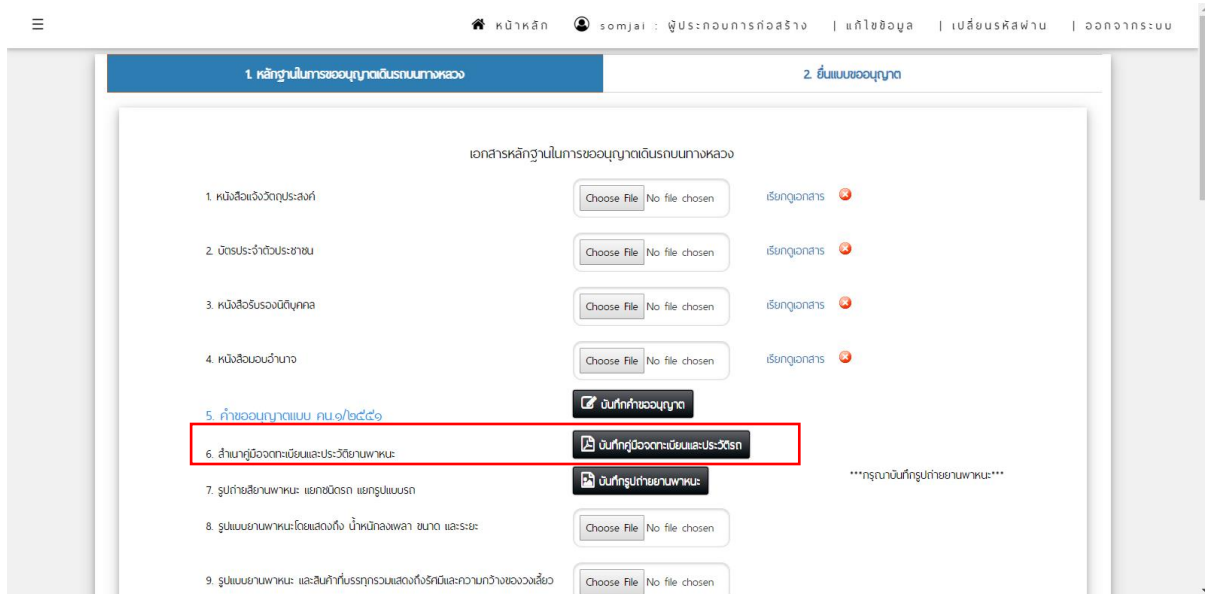 ☰ หน้าหลัก somjai : ผู้ประกอบการก่อสร้าง | แก้ไขข้อมูล | เปลี่ยนรหัสผ่าน | ออกจากระบบ
1. หลักฐานในการขออนุญาตเดินรถบนทางหลวง 2. ยื่นแบบขออนุญาต
เอกสารหลักฐานในการขออนุญาตเดินรถบนทางหลวง
1. หนังสือแจ้งวัตถุประสงค์ Choose File No file chosen เรียกดูเอกสาร
2. บัตรประจำตัวประชาชน Choose File No file chosen เรียกดูเอกสาร
3. หนังสือรับรองนิติบุคคล Choose File No file chosen เรียกดูเอกสาร
4. หนังสือมอบอำนาจ Choose File No file chosen เรียกดูเอกสาร
5. คำขออนุญาตแบบ คน.๑/๒๕๕๑ บันทึกคำขออนุญาต
6. สำเนาคู่มือจดทะเบียนและประวัติยานพาหนะ บันทึกคู่มือจดทะเบียนและประวัติรถ
7. รูปถ่ายสียานพาหนะ แยกชนิดรถ แยกรูปแบบรถ บันทึกรูปถ่ายยานพาหนะ ***กรุณาบันทึกรูปถ่ายยานพาหนะ***
8. รูปแบบยานพาหนะโดยแสดงถึง น้ำหนักลงเพลา ขนาด และระยะ Choose File No file chosen
9. รูปแบบยานพาหนะ และสินค้าที่บรรทุกรวมแสดงถึงรัศมีและความกว้างของวงเลี้ยว Choose File No file chosen